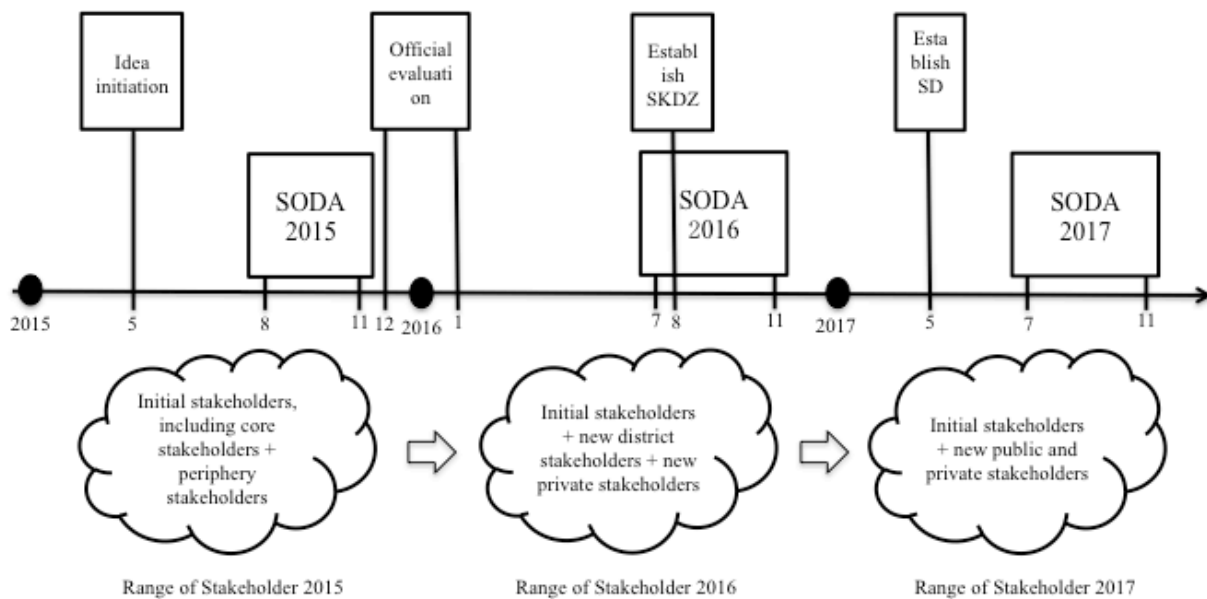 Idea
initiation
Official
evaluati
on
Establ
ish
SKDZ
Esta
blish
SD
SODA
2015
SODA
2016
SODA
2017
2015
5
8
11
12
2016
1
7
8
11
2017
5
7
11
Initial stakeholders,
including core
stakeholders +
periphery
stakeholders
Initial stakeholders
+ new district
stakeholders + new
private stakeholders
Initial stakeholders
+ new public and
private stakeholders
Range of Stakeholder 2015
Range of Stakeholder 2016
Range of Stakeholder 2017